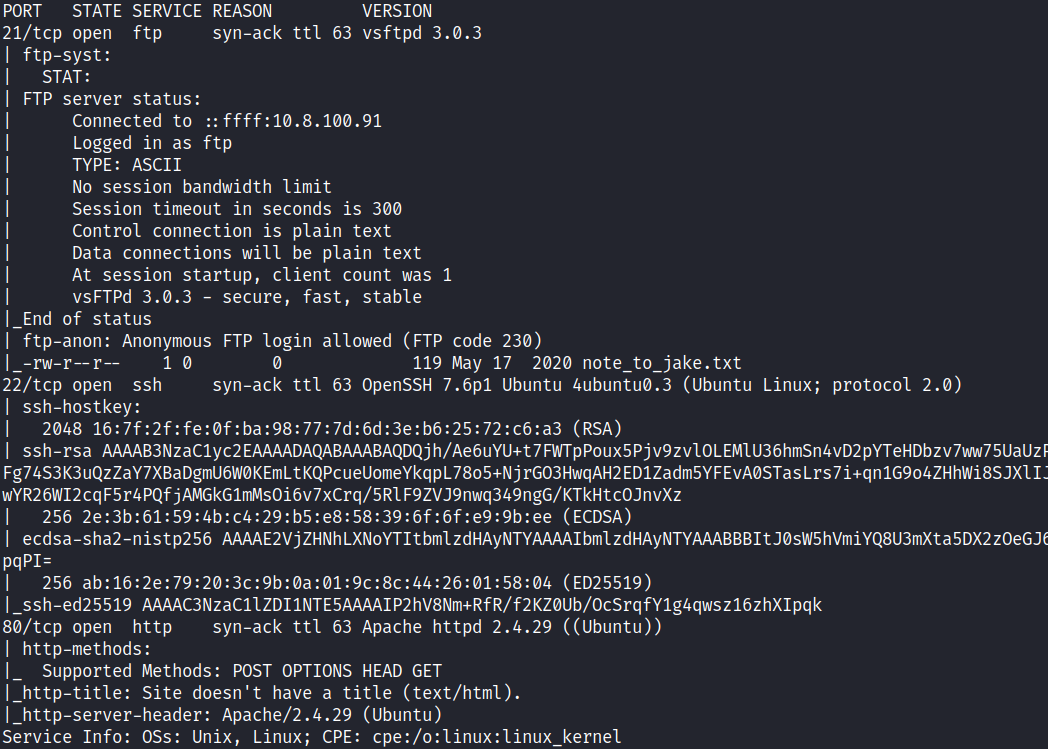 PORT   STATE SERVICE REASON         VERSION
21/tcp open  ftp     syn-ack ttl 63 vsftpd 3.0.3
| ftp-syst:
|   STAT:
| FTP server status:
|      Connected to ::ffff:10.8.100.91
|      Logged in as ftp
|      TYPE: ASCII
|      No session bandwidth limit
|      Session timeout in seconds is 300
|      Control connection is plain text
|      Data connections will be plain text
|      At session startup, client count was 1
|      vsFTPd 3.0.3 - secure, fast, stable
|_End of status
| ftp-anon: Anonymous FTP login allowed (FTP code 230)
|_-rw-r--r--    1 0        0             119 May 17  2020 note_to_jake.txt
22/tcp open  ssh     syn-ack ttl 63 OpenSSH 7.6p1 Ubuntu 4ubuntu0.3 (Ubuntu Linux; protocol 2.0)
| ssh-hostkey:
|   2048 16:7f:2f:fe:0f:ba:98:77:7d:6d:3e:b6:25:72:c6:a3 (RSA)
| ssh-rsa AAAAB3NzaC1yc2EAAAADAQABAAABAQDQjh/Ae6uYU+t7FWTpPoux5Pjv9zvlOLEMlU36hmSn4vD2pYTeHDbzv7ww75UaUzP
Fg74S3K3uQzZaY7XBaDgmU6W0KEmLtKQPcueUomeYkqpL78o5+NjrGO3HwqAH2ED1Zadm5YFEvA0STasLrs7i+qn1G9o4ZHhWi8SJXlIJ
wYR26WI2cqF5r4PQfjAMGkG1mMsOi6v7xCrq/5RlF9ZVJ9nwq349ngG/KTkHtcOJnvXz
|   256 2e:3b:61:59:4b:c4:29:b5:e8:58:39:6f:6f:e9:9b:ee (ECDSA)
| ecdsa-sha2-nistp256 AAAAE2VjZHNhLXNoYTItbmlzdHAyNTYAAAAIbmlzdHAyNTYAAABBBItJ0sW5hVmiYQ8U3mXta5DX2zOeGJ6
pqPI=
|   256 ab:16:2e:79:20:3c:9b:0a:01:9c:8c:44:26:01:58:04 (ED25519)
|_ssh-ed25519 AAAAC3NzaC1lZDI1NTE5AAAAIP2hV8Nm+RfR/f2KZ0Ub/OcSrqfY1g4qwsz16zhXIpqk
80/tcp open  http    syn-ack ttl 63 Apache httpd 2.4.29 ((Ubuntu))
| http-methods:
|_  Supported Methods: POST OPTIONS HEAD GET
|_http-title: Site doesn't have a title (text/html).
|_http-server-header: Apache/2.4.29 (Ubuntu)
Service Info: OSs: Unix, Linux; CPE: cpe:/o:linux:linux_kernel